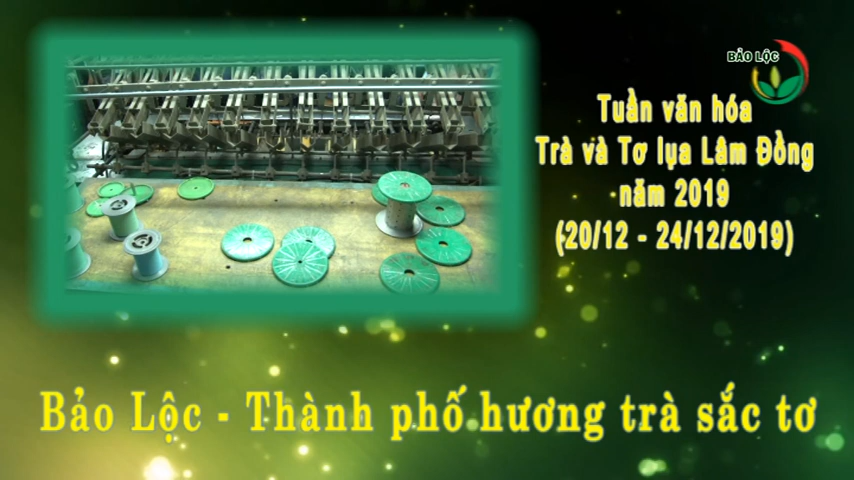 BẢO LỘC
Tuần văn hóa
Trà và Tơ lụa Lâm Đồng
năm 2019
(20/12 - 24/12/2019)
Bảo Lộc - Thành phố hương trà sắc tơ